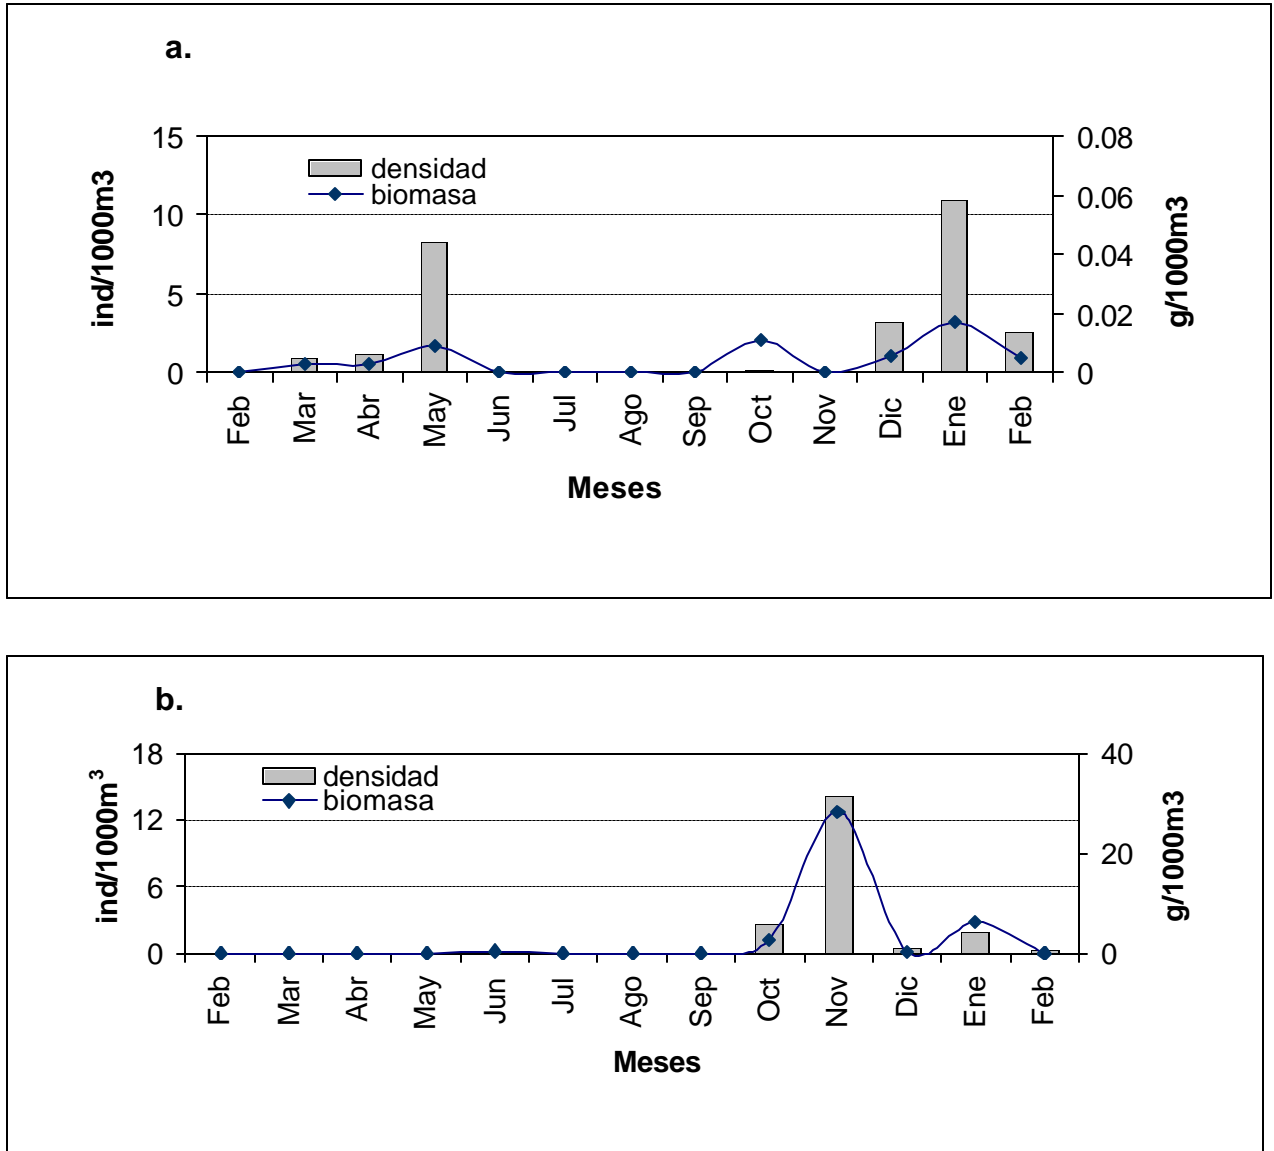 a.
15
10
5
0
ind/1000m3
densidad
biomasa
0.08
0.06
0.04
0.02
0
g/1000m3
Feb Mar Abr May Jun Jul Ago Sep Oct Nov Dic Ene Feb
Meses
b.
18
12
6
0
ind/1000m³
densidad
biomasa
40
20
0
g/1000m3
Feb Mar Abr May Jun Jul Ago Sep Oct Nov Dic Ene Feb
Meses